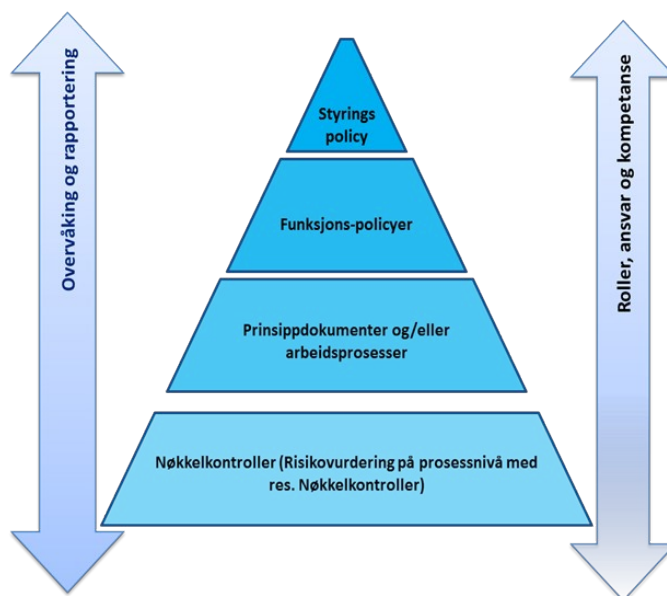 Overvåking og rapportering
Styrings
policy
Funksjons-policyer
Prinsippdokumenter og/eller
arbeidsprosesser
Nøkkelkontroller (Risikovurdering på prosessnivå med
res. Nøkkelkontroller)
Roller, ansvar og kompetanse